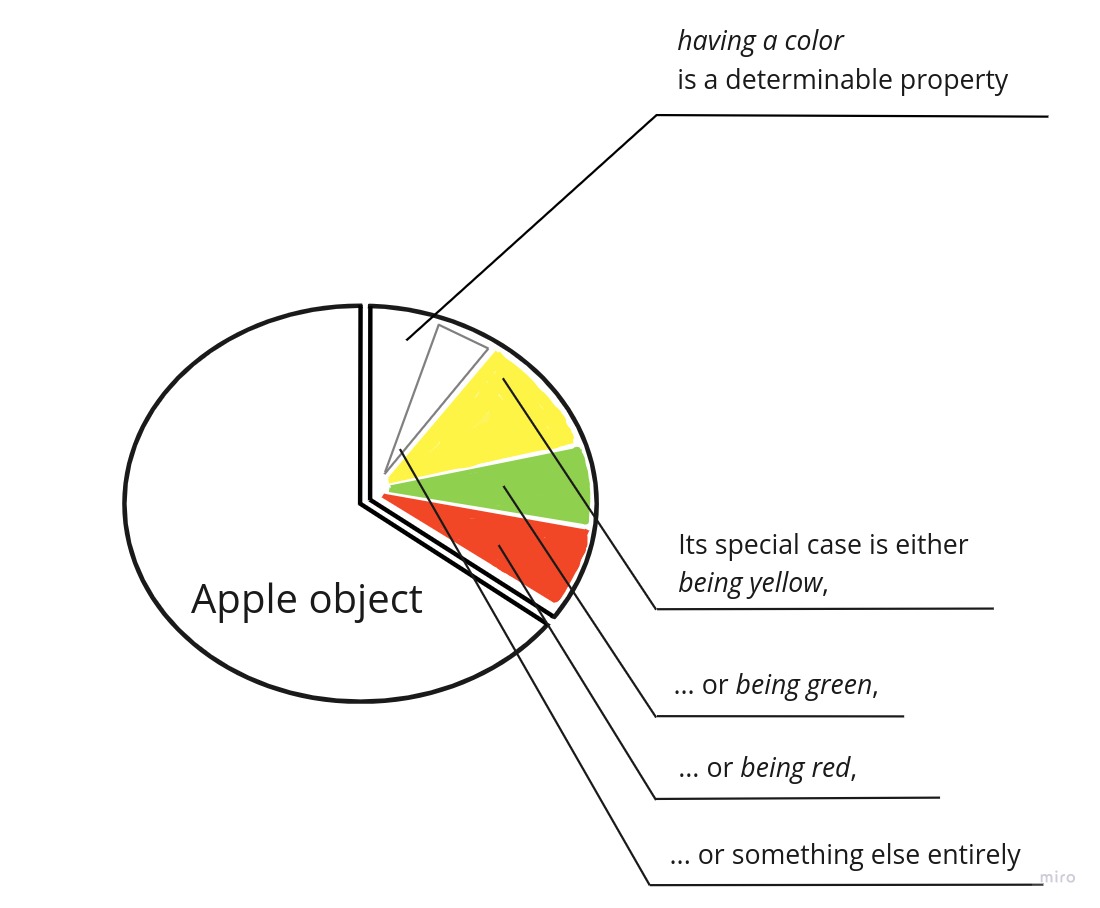 having a color
is a determinable property
Apple object
Its special case is either
being yellow,
... or being green,
... or being red,
... or something else entirely
miro